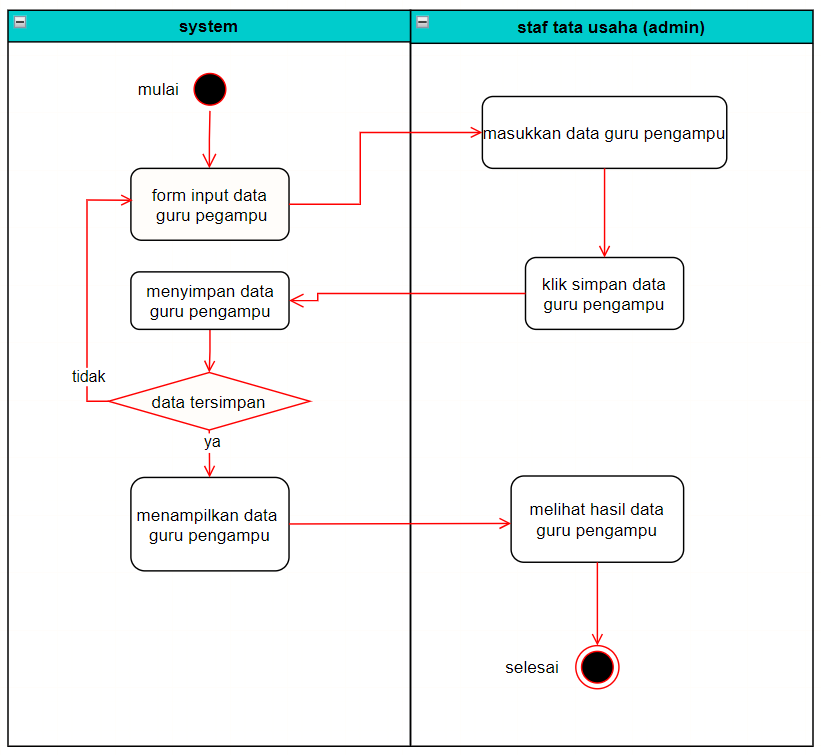 system
staf tata usaha (admin)
mulai
masukkan data guru pengampu
form input data
guru pegampu
klik simpan data
guru pengampu
menyimpan data
guru pengampu
tidak
data tersimpan
ya
menampilkan data
guru pengampu
melihat hasil data
guru pengampu
selesai